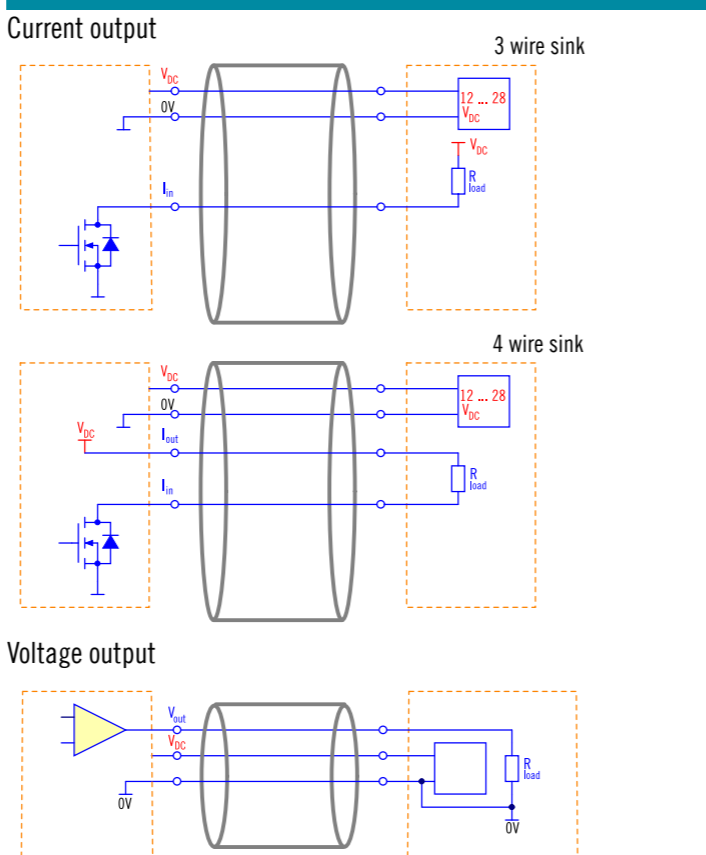 Current output
3 wire sink
VDC
0V
12 ... 28
VDC
VDC
R
load
Iin
4 wire sink
VDC
0V
12 ... 28
VDC
VDC
Iout
R
load
Iin
Voltage output
Vout
VDC
R
load
0V
0V